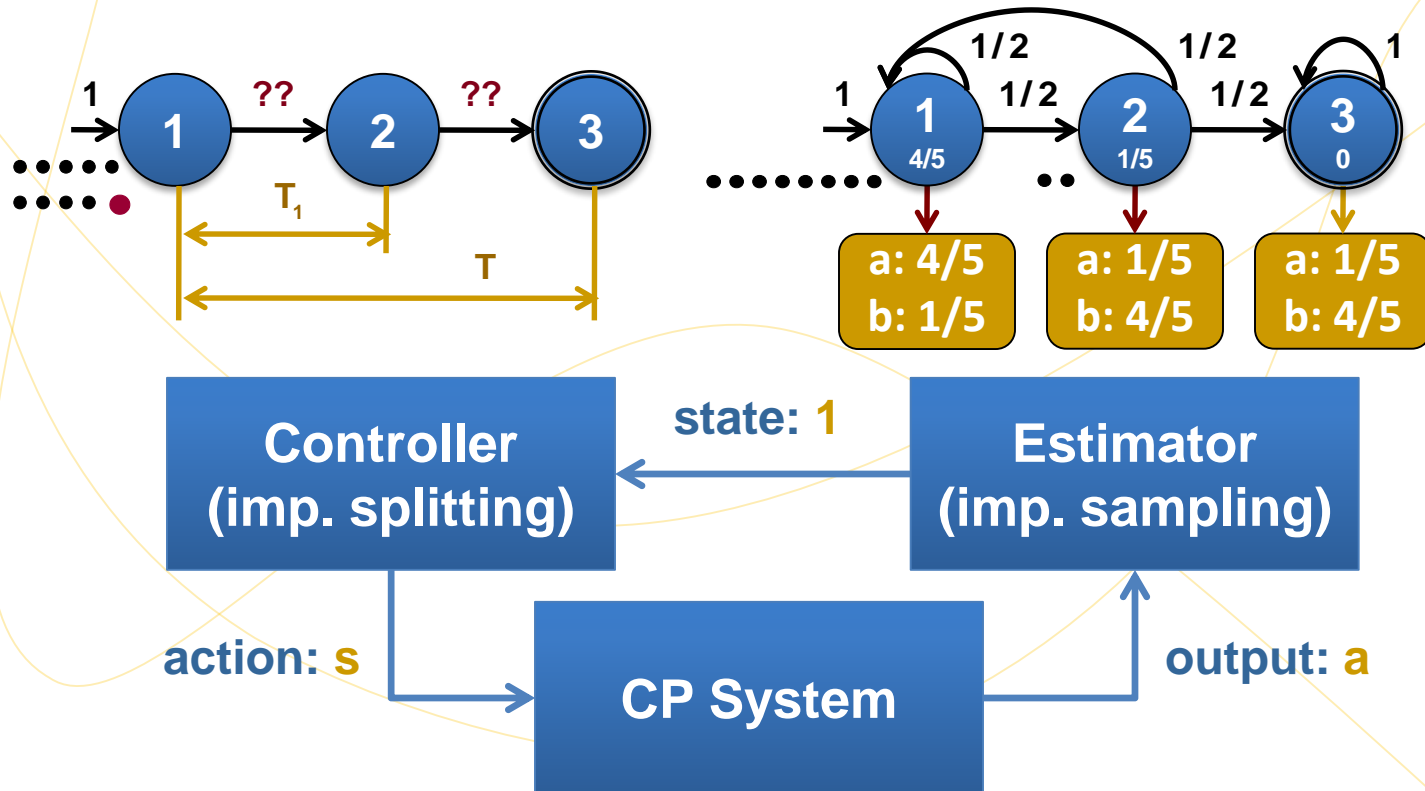 1
??
??
1
2
3
T1
T
1/2
1/2
1
1
1/2
1/2
1
4/5
2
1/5
3
0
a: 4/5
b: 1/5
a: 1/5
b: 4/5
a: 1/5
b: 4/5
Controller
(imp. splitting)
state: 1
Estimator
(imp. sampling)
action: s
CP System
output: a